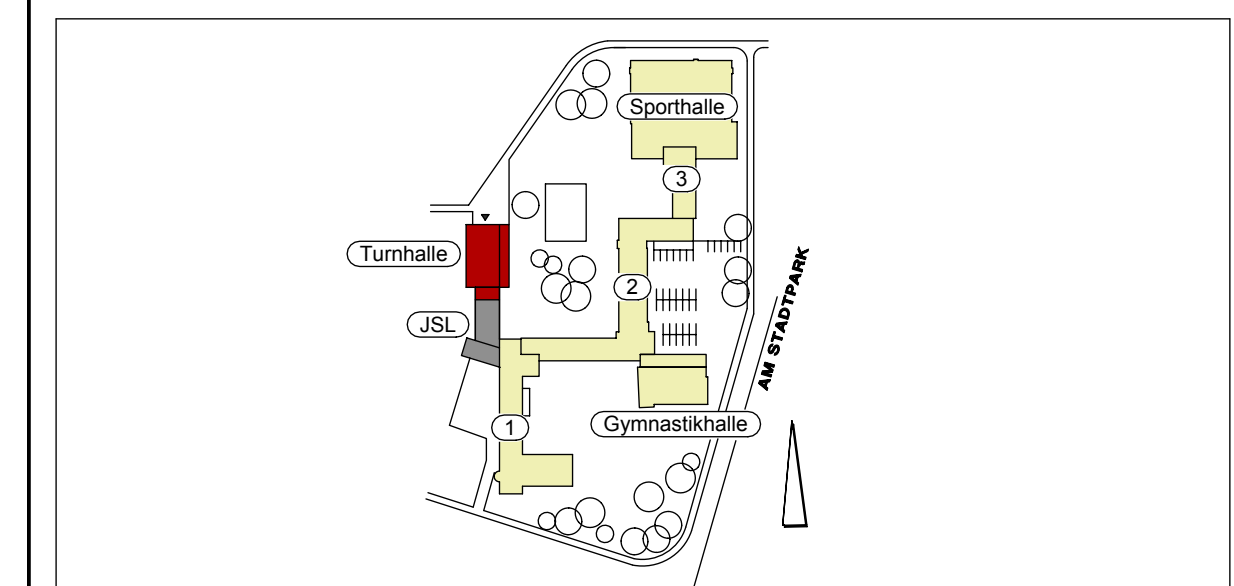 Sporthalle
3
Turnhalle
2
JSL
AM STADTPARK
1
Gymnastikhalle